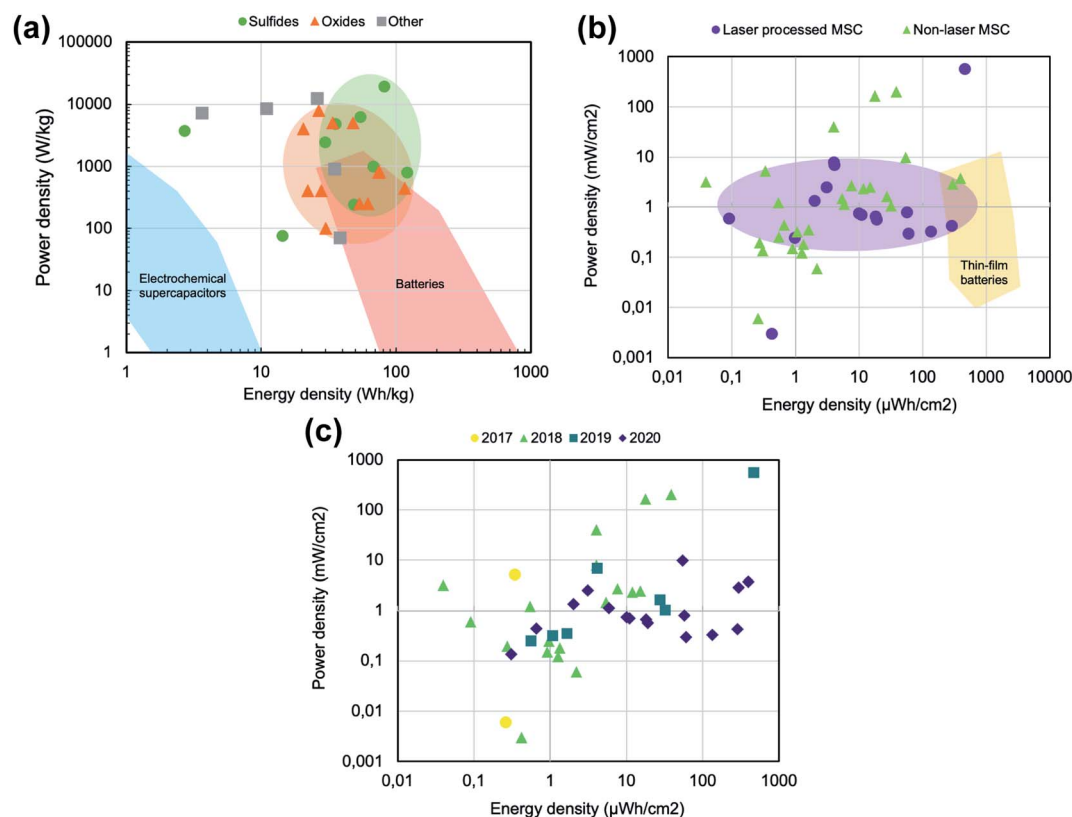 (a)
Sulfides Oxides Other
100000
10000
1000
100
10
1
Power density (W/kg)
Electrochemical
supercapacitors
Batteries
1 10 100 1000
Energy density (Wh/kg)
(b)
Laser processed MSC Non-laser MSC
1000
100
10
1
0,1
0,01
0,001
Power density (mW/cm2)
Thin-film
batteries
0,01 0,1 1 10 100 1000 10000
Energy density (µWh/cm2)
(c)
2017 2018 2019 2020
1000
100
10
1
0,1
0,01
0,001
Power density (mW/cm2)
0,01 0,1 1 10 100 1000
Energy density (µWh/cm2)